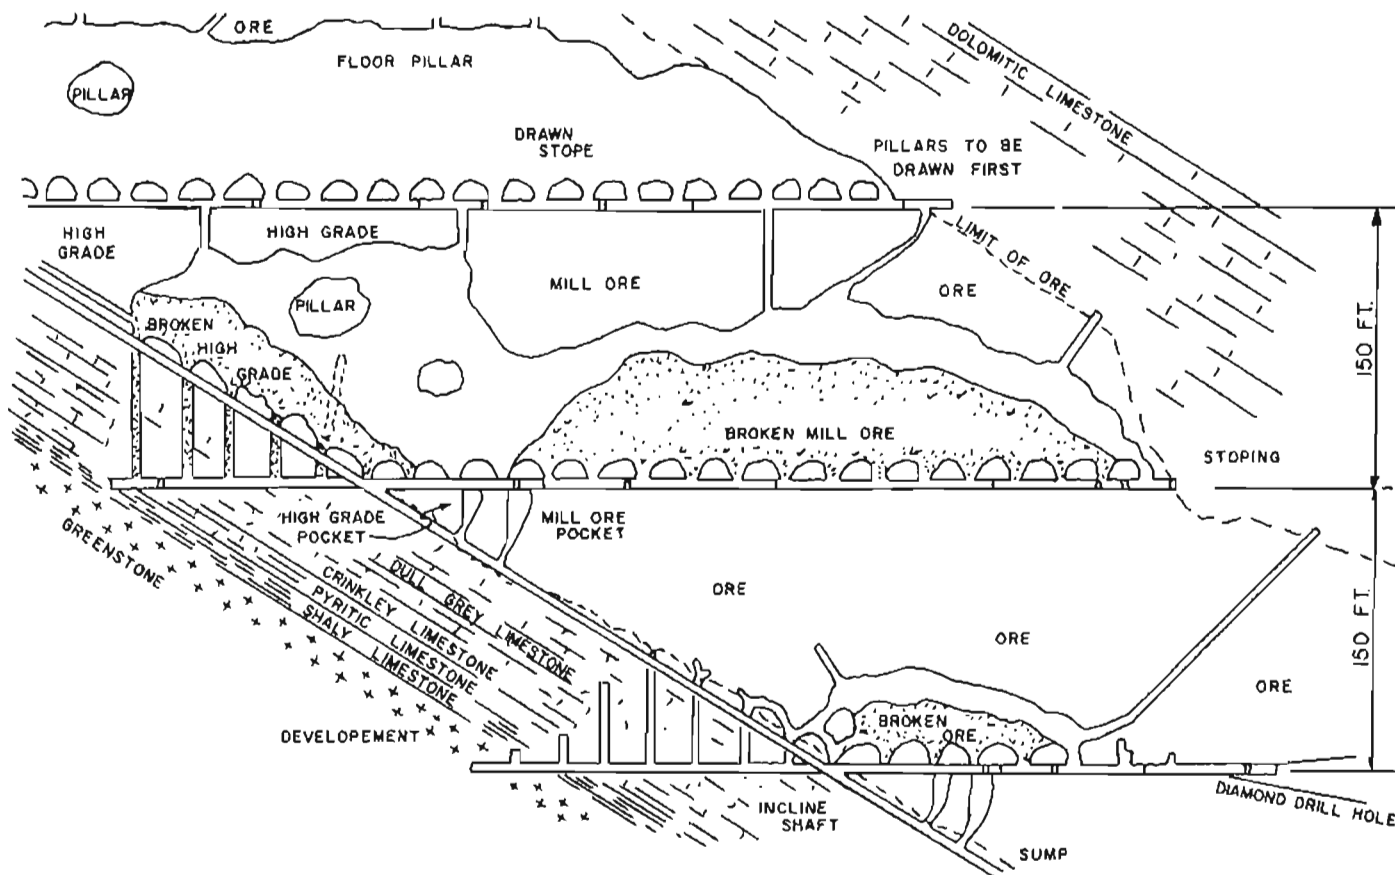 ORE
DOLOMITIC LIMESTONE
FLOOR PILLAR
PILLAR
DRAWN
STOPE
PILLARS TO BE
DRAWN FIRST
HIGH
GRADE
HIGH GRADE
LIMIT OF ORE
MILL ORE
ORE
PILLAR
BROKEN
HIGH
GRADE
150 FT.
BROKEN MILL ORE
STOPING
HIGH GRADE
POCKET
MILL ORE
POCKET
GREENSTONE
CRINKLEY LIMESTONE
PYRITIC LIMESTONE
SHALY LIMESTONE
DULL GREY LIMESTONE
ORE
ORE
ORE
150 FT.
BROKEN
ORE
DEVELOPEMENT
INCLINE
SHAFT
DIAMOND DRILL HOLE
SUMP